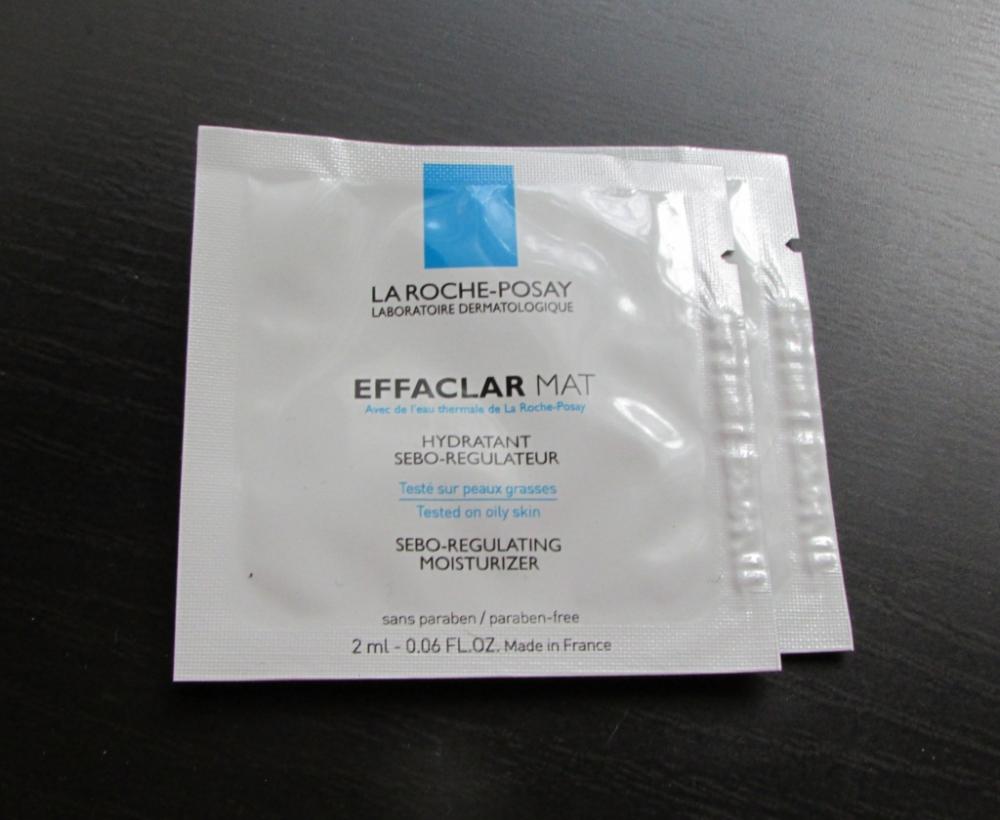 LA ROCHE-POSAY
LABORATOIRE DERMATOLOGIQUE
EFFACLAR MAT
Avec de l'eau thermale de La Roche-Posay
HYDRATANT
SEBO-REGULATEUR
Testé sur peaux grasses
Tested on oily skin
SEBO-REGULATING
MOISTURIZER
sans paraben / paraben-free
2 ml - 0.06 FL.OZ. Made in France